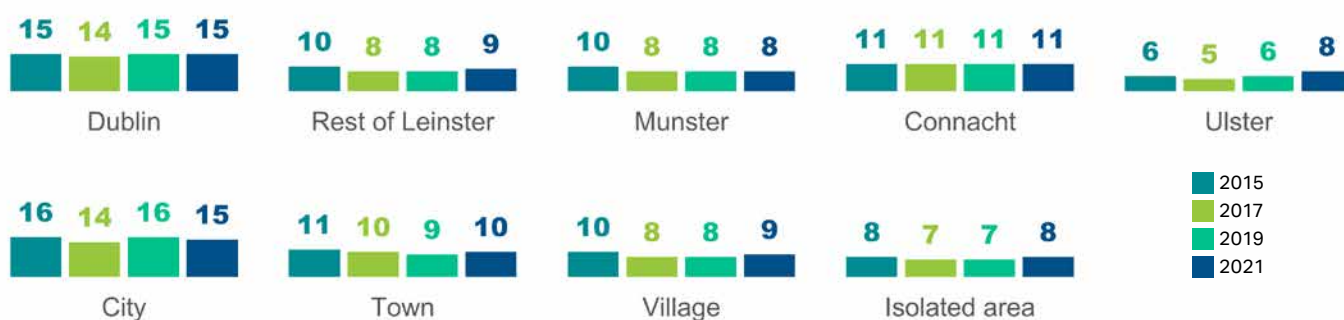 15 14 15 15
Dublin
10 8 8 9
Rest of Leinster
10 8 8 8
Munster
11 11 11 11
Connacht
6 5 6 8
Ulster
16 14 16 15
City
11 10 9 10
Town
10 8 8 9
Village
8 7 7 8
Isolated area
2015
2017
2019
2021